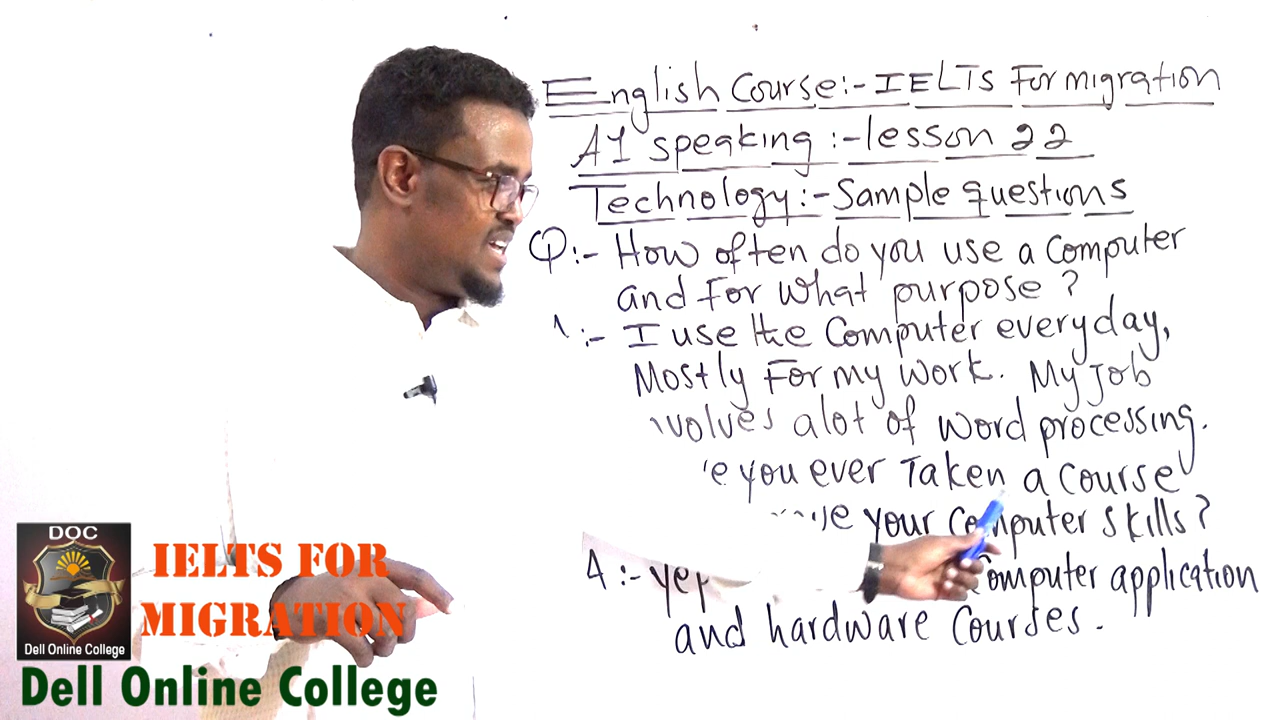 English Course:- IELTS For migration
A1 speaking :- lesson 22
Technology:- Sample questions
Q:- How often do you use a computer
and For What purpose ?
:- I use the Computer everyday,
Mostly For my work. My Job
volves alot of word processing.
e you ever Taken a course
your computer skills?
A :- yep Computer application
and hardware Courses.
DOC
Dell Online College
IELTS FOR
MIGRATION
Dell Online College